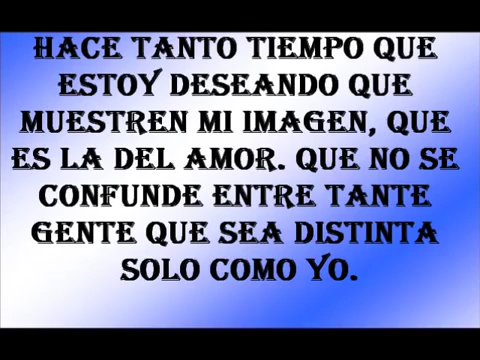 HACE TANTO TIEMPO QUE
ESTOY DESEANDO QUE
MUESTREN MI IMAGEN, QUE
ES LA DEL AMOR. QUE NO SE
CONFUNDE ENTRE TANTE
GENTE QUE SEA DISTINTA
SOLO COMO YO.